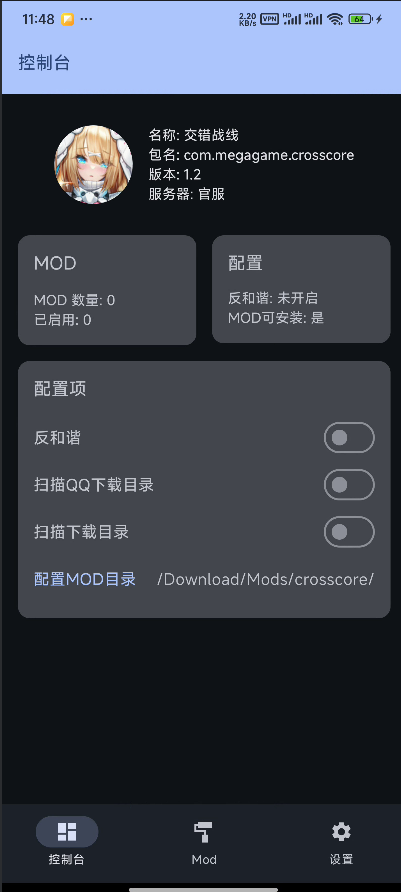 11:48
2.20 KB/s VPN HD HD 64
控制台
名称: 交错战线
包名: com.megagame.crosscore
版本: 1.2
服务器: 官服
MOD
MOD 数量: 0
已启用: 0
配置
反和谐: 未开启
MOD可安装: 是
配置项
反和谐
扫描QQ下载目录
扫描下载目录
配置MOD目录 /Download/Mods/crosscore/
控制台 Mod 设置